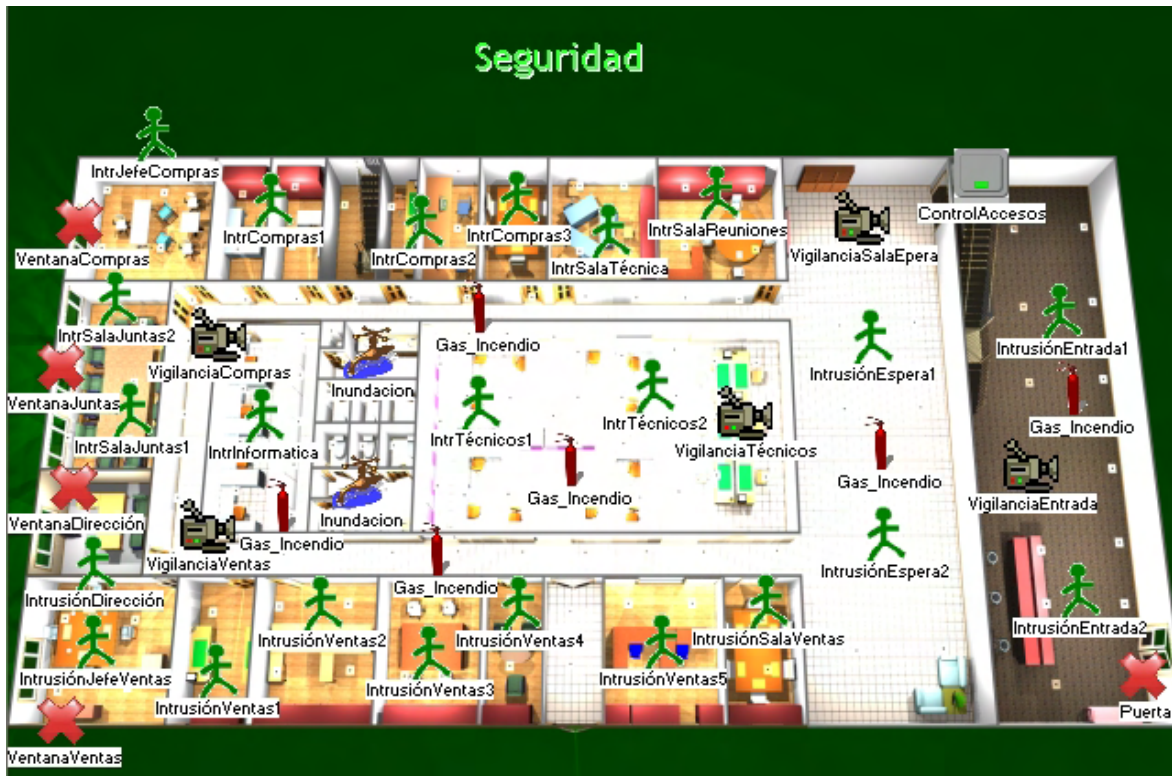 Seguridad
IntrJefeCompras
ControlAccesos
IntrCompras1
IntrCompras2
IntrCompras3
IntrSalaReuniones
VigilanciaSalaEpera
VentanaCompras
IntrSalaTécnica
IntrSalaJuntas2
Gas_Incendio
IntrusiónEntrada1
VigilanciaCompras
IntrusiónEspera1
Inundacion
VentanaJuntas
IntrTécnicos2
Gas_Incendio
IntrSalaJuntas1
IntrInformatica
IntrTécnicos1
VigilanciaTécnicos
Gas_Incendio
Gas_Incendio
VigilanciaEntrada
VentanaDirección
Inundacion
Gas_Incendio
VigilanciaVentas
IntrusiónEspera2
Gas_Incendio
IntrusiónDirección
IntrusiónEntrada2
IntrusiónVentas2
IntrusiónVentas4
IntrusiónSalaVentas
IntrusiónJefeVentas
IntrusiónVentas5
IntrusiónVentas3
IntrusiónVentas1
Puerta
VentanaVentas